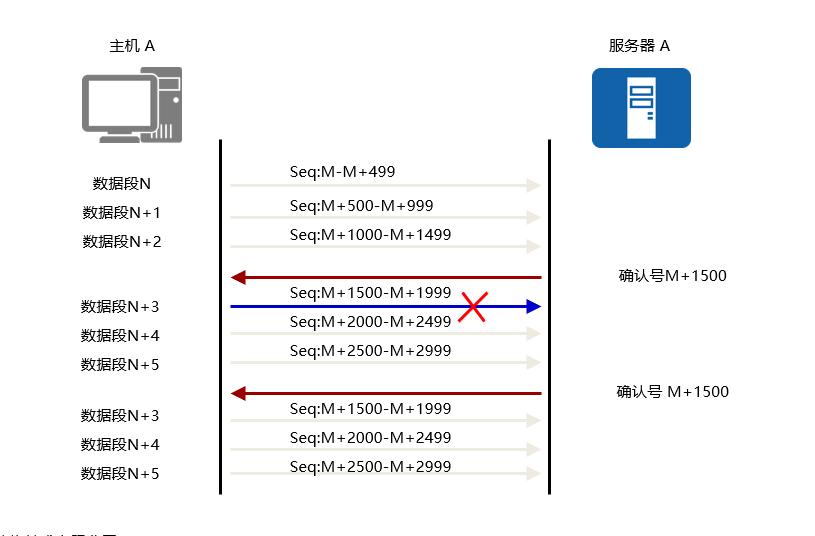 主机 A
服务器 A
数据段N
Seq:M-M+499
数据段N+1
Seq:M+500-M+999
数据段N+2
Seq:M+1000-M+1499
确认号M+1500
数据段N+3
Seq:M+1500-M+1999
数据段N+4
Seq:M+2000-M+2499
数据段N+5
Seq:M+2500-M+2999
确认号 M+1500
数据段N+3
Seq:M+1500-M+1999
数据段N+4
Seq:M+2000-M+2499
数据段N+5
Seq:M+2500-M+2999